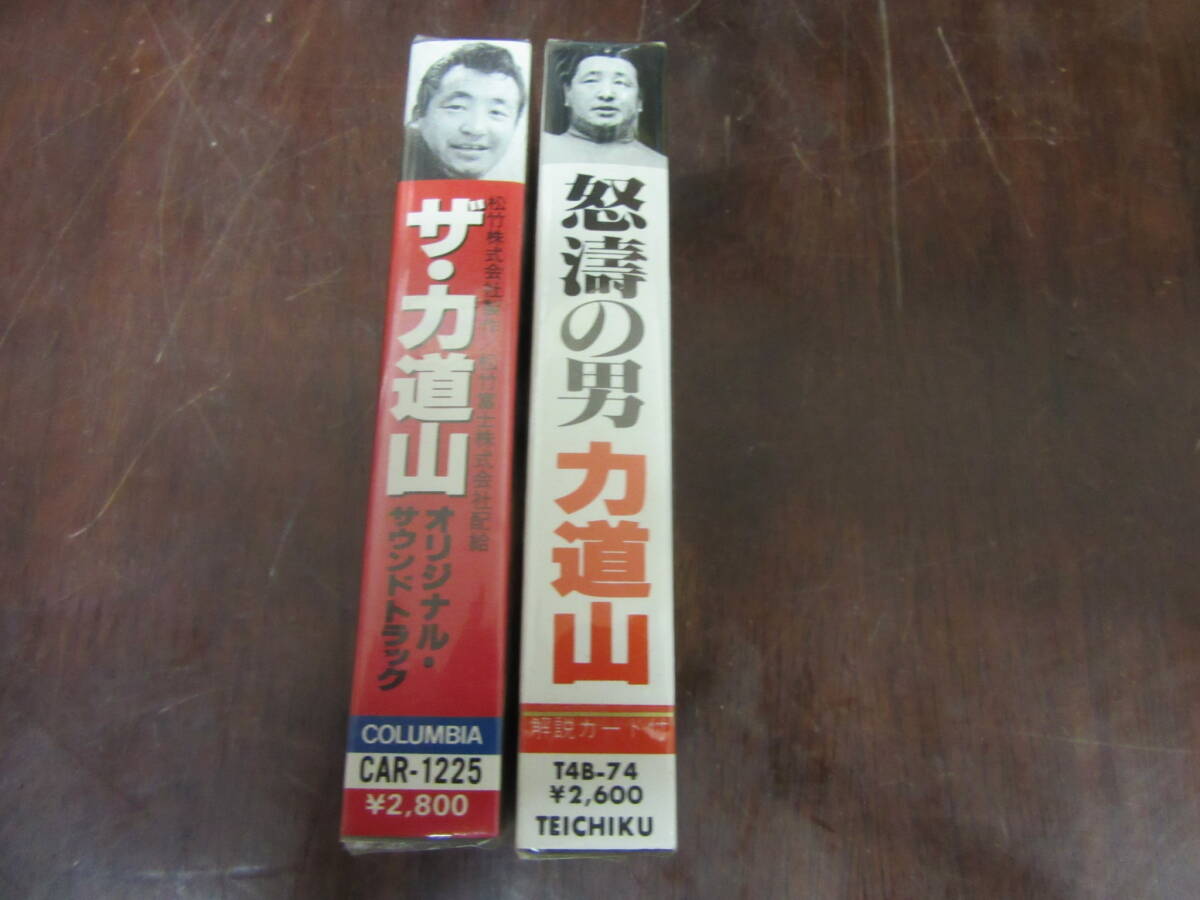 ザ・力道山
松竹株式会社製作/松竹富士株式会社配給
オリジナル・
サウンドトラック
COLUMBIA
CAR-1225
¥2,800
怒濤の男
力道山
解説カード付
T4B-74
¥2,600
TEICHIKU